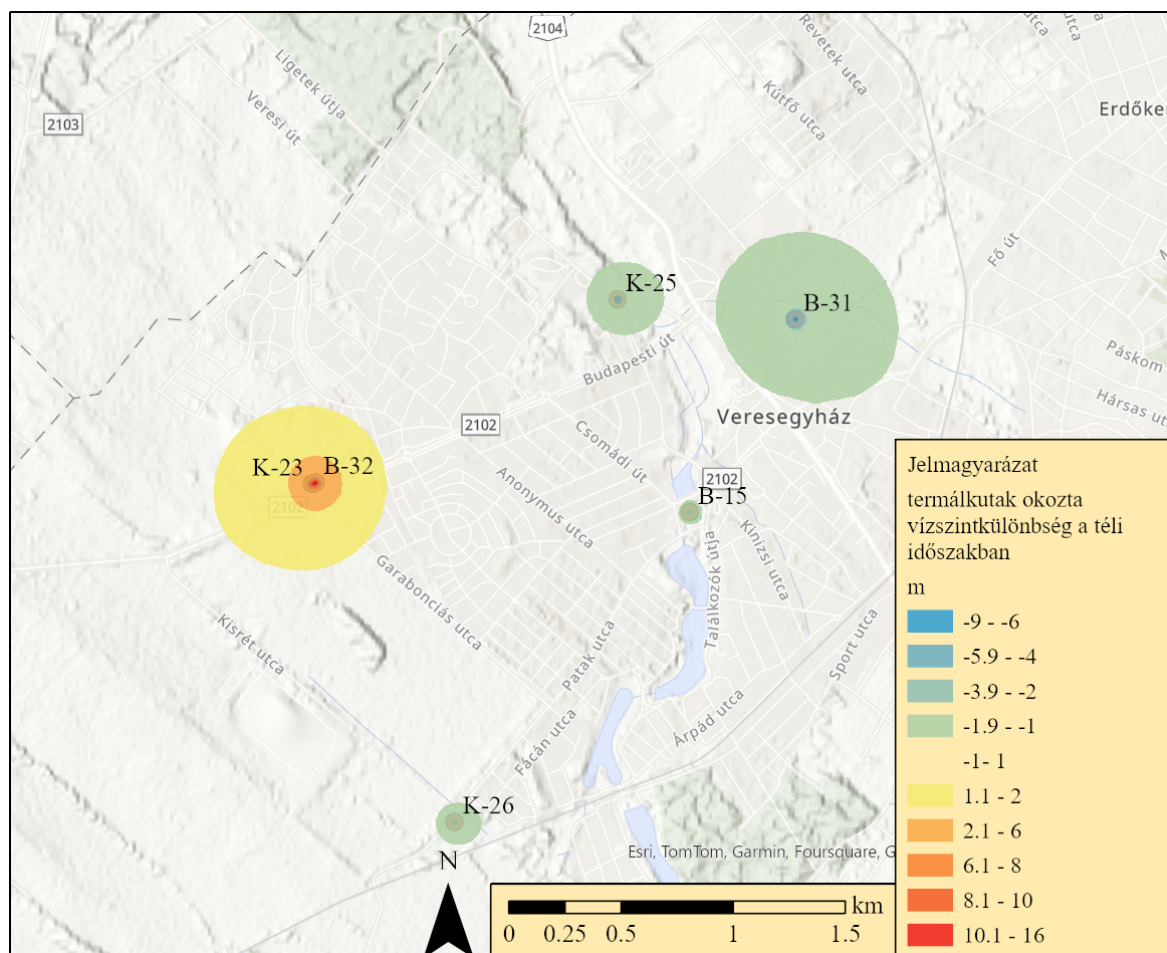 2104
Revetek utca
utca
utca
Ligetek útja
Veresi út
Kútfő utca
Erdőke
2103
Fő út
K-25
B-31
Budapesti út
Páskom
Hársas uta
Veresegyház
2102
Csomádi út
K-23
B-32
2102
2102
B-15
Anonymus utca
Kinizsi utca
Találkozók útja
Garabonciás utca
Kisrét utca
Patak utca
Sport utca
Árpád utca
Fácán utca
K-26
N
Esri, TomTom, Garmin, Foursquare, G
km
0
0.25
0.5
1
1.5
Jelmagyarázat
termálkutak okozta
vízszintkülönbség a téli
időszakban
m
-9 - -6
-5.9 - -4
-3.9 - -2
-1.9 - -1
-1- 1
1.1 - 2
2.1 - 6
6.1 - 8
8.1 - 10
10.1 - 16